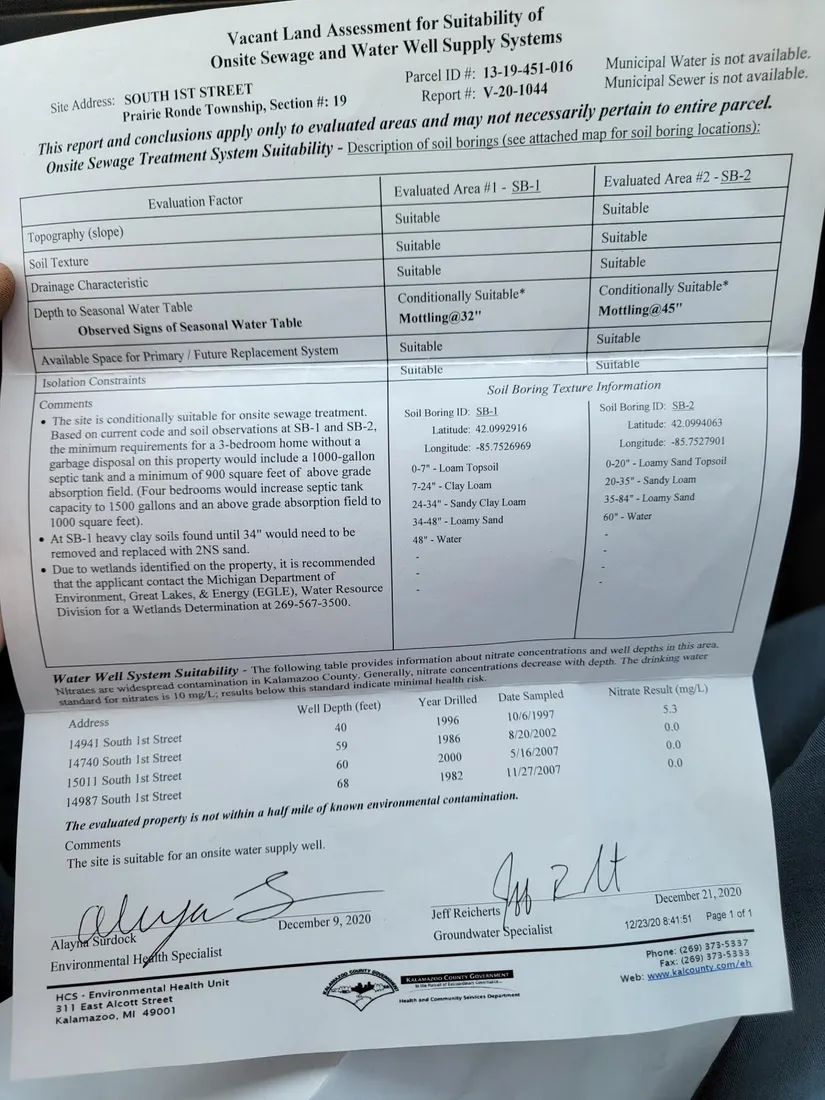 Vacant Land Assessment for Suitability of
Onsite Sewage and Water Well Supply Systems
Site Address: SOUTH 1ST STREET
Prairie Ronde Township, Section #: 19
Parcel ID #: 13-19-451-016
Report #: V-20-1044
Municipal Water is not available.
Municipal Sewer is not available.
This report and conclusions apply only to evaluated areas and may not necessarily pertain to entire parcel.
Onsite Sewage Treatment System Suitability - Description of soil borings (see attached map for soil boring locations):
Evaluation Factor Evaluated Area #1 - SB-1 Evaluated Area #2 - SB-2
Topography (slope) Suitable Suitable
Soil Texture Suitable Suitable
Drainage Characteristic Suitable Suitable
Depth to Seasonal Water Table Conditionally Suitable* Conditionally Suitable*
Observed Signs of Seasonal Water Table Mottling@32" Mottling@45"
Available Space for Primary / Future Replacement System Suitable Suitable
Isolation Constraints Suitable Suitable
Comments
• The site is conditionally suitable for onsite sewage treatment.
Based on current code and soil observations at SB-1 and SB-2,
the minimum requirements for a 3-bedroom home without a
garbage disposal on this property would include a 1000-gallon
septic tank and a minimum of 900 square feet of above grade
absorption field. (Four bedrooms would increase septic tank
capacity to 1500 gallons and an above grade absorption field to
1000 square feet).
• At SB-1 heavy clay soils found until 34" would need to be
removed and replaced with 2NS sand.
• Due to wetlands identified on the property, it is recommended
that the applicant contact the Michigan Department of
Environment, Great Lakes, & Energy (EGLE), Water Resource
Division for a Wetlands Determination at 269-567-3500.
Soil Boring Texture Information
Soil Boring ID: SB-1
Latitude: 42.0992916
Longitude: -85.7526969
0-7" - Loam Topsoil
7-24" - Clay Loam
24-34" - Sandy Clay Loam
34-48" - Loamy Sand
48" - Water
-
-
-
Soil Boring ID: SB-2
Latitude: 42.0994063
Longitude: -85.7527901
0-20" - Loamy Sand Topsoil
20-35" - Sandy Loam
35-84" - Loamy Sand
60" - Water
-
-
-
-
Water Well System Suitability - The following table provides information about nitrate concentrations and well depths in this area.
Nitrates are widespread contamination in Kalamazoo County. Generally, nitrate concentrations decrease with depth. The drinking water
standard for nitrates is 10 mg/L; results below this standard indicate minimal health risk.
Address Well Depth (feet) Year Drilled Date Sampled Nitrate Result (mg/L)
14941 South 1st Street 40 1996 10/6/1997 5.3
14740 South 1st Street 59 1986 8/20/2002 0.0
15011 South 1st Street 60 2000 5/16/2007 0.0
14987 South 1st Street 68 1982 11/27/2007 0.0
The evaluated property is not within a half mile of known environmental contamination.
Comments
The site is suitable for an onsite water supply well.
Alayna Surdock December 9, 2020
Environmental Health Specialist
Jeff Reicherts December 21, 2020
Groundwater Specialist
12/23/20 8:41:51 Page 1 of 1
HCS - Environmental Health Unit
311 East Alcott Street
Kalamazoo, MI 49001
KALAMAZOO COUNTY GOVERNMENT
KALAMAZOO COUNTY GOVERNMENT
In the Pursuit of Extraordinary Governance...
Health and Community Services Department
Phone: (269) 373-5337
Fax: (269) 373-5333
Web: www.kalcounty.com/eh